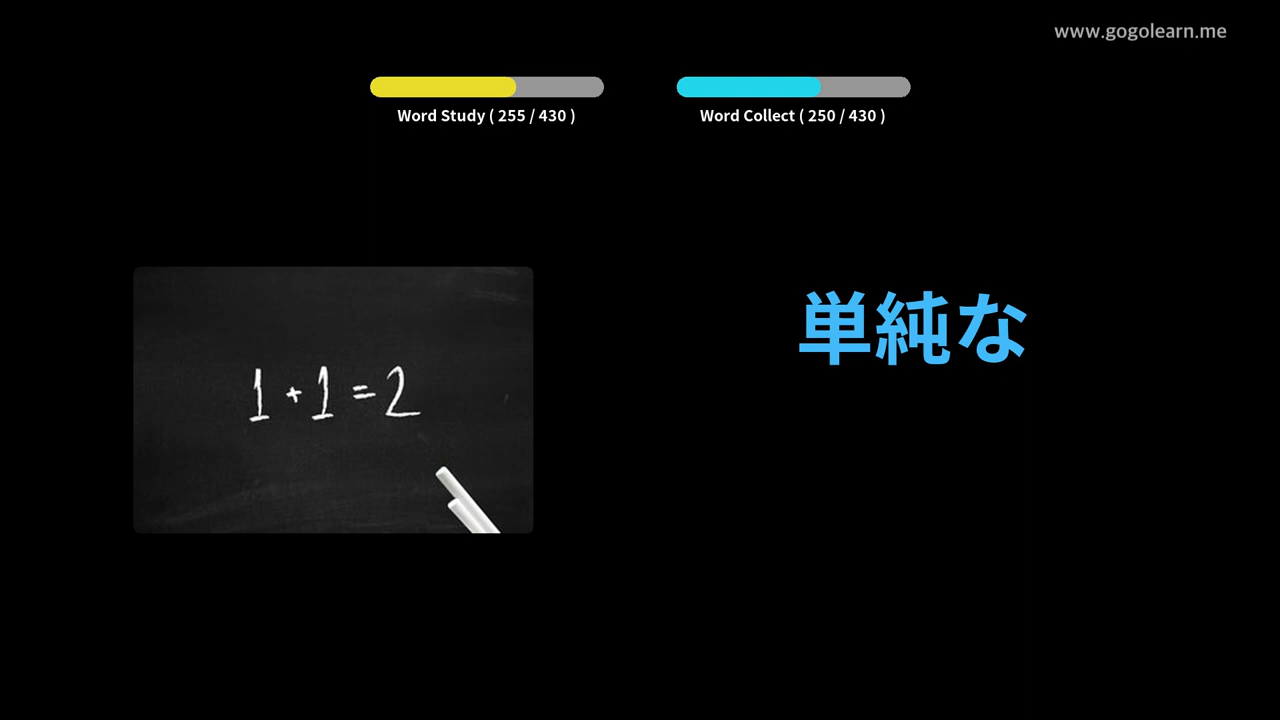 www.gogolearn.me
Word Study ( 255 / 430 )
Word Collect ( 250 / 430 )
1 + 1 = 2
単純な